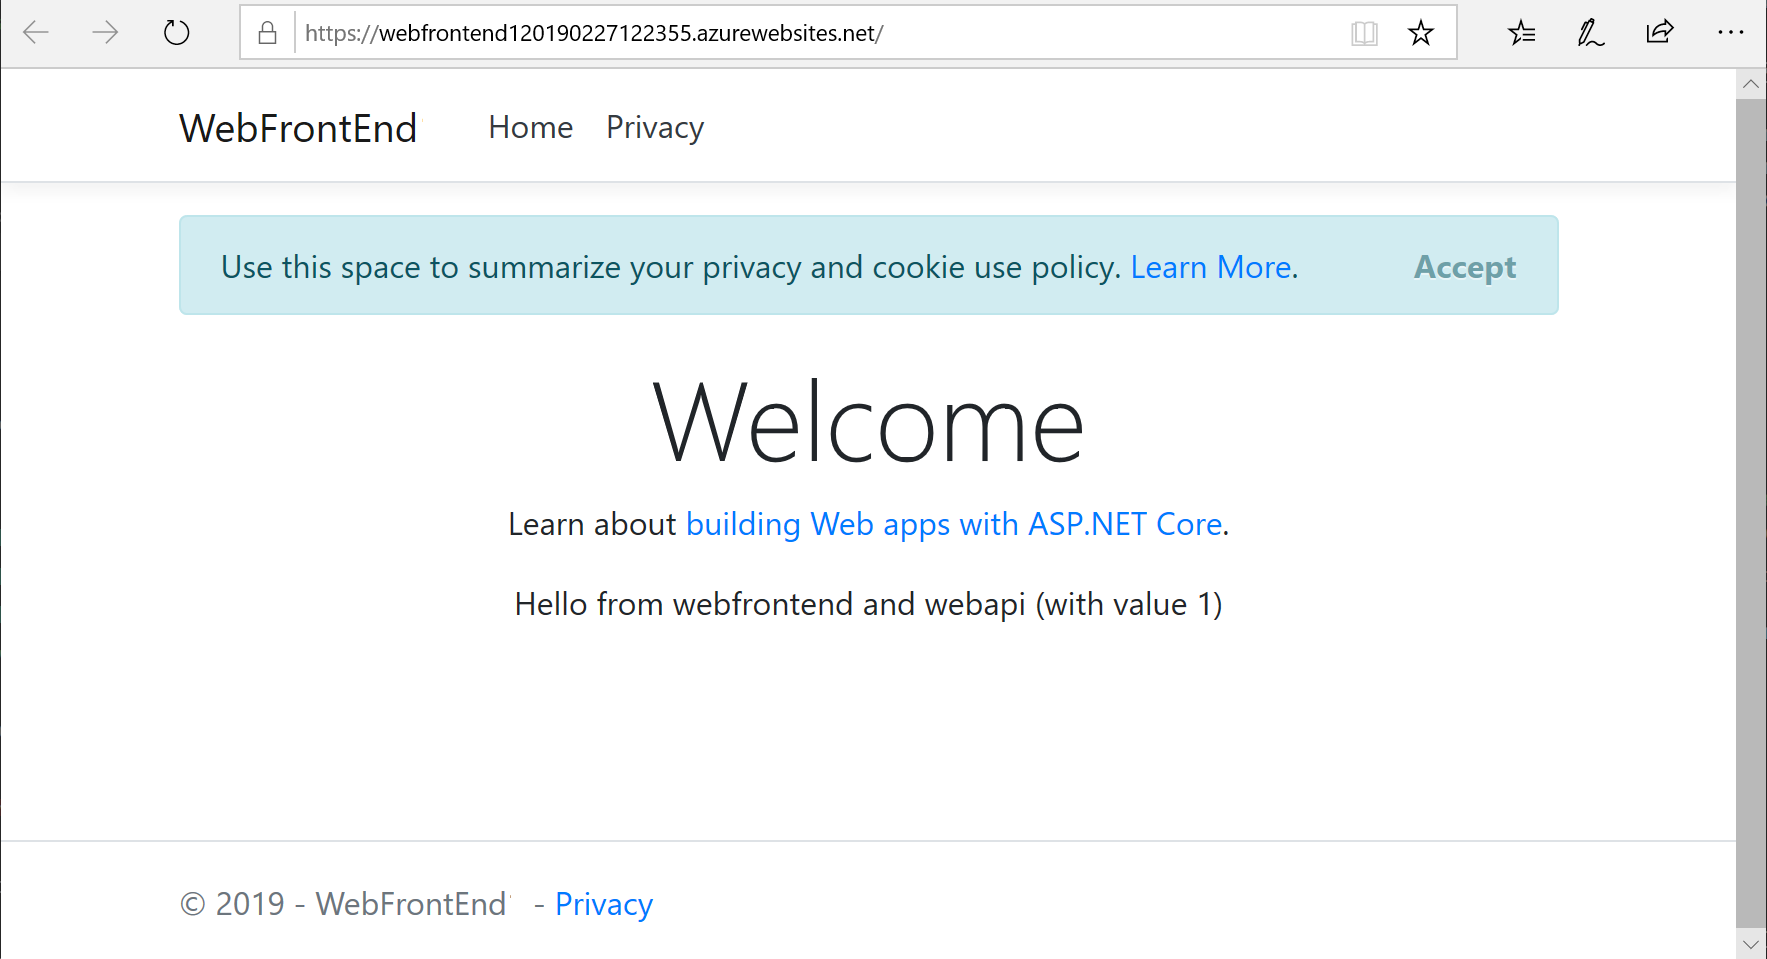 https://webfrontend120190227122355.azurewebsites.net/
WebFrontEnd Home Privacy
Use this space to summarize your privacy and cookie use policy. Learn More. Accept
Welcome
Learn about building Web apps with ASP.NET Core.
Hello from webfrontend and webapi (with value 1)
© 2019 - WebFrontEnd - Privacy